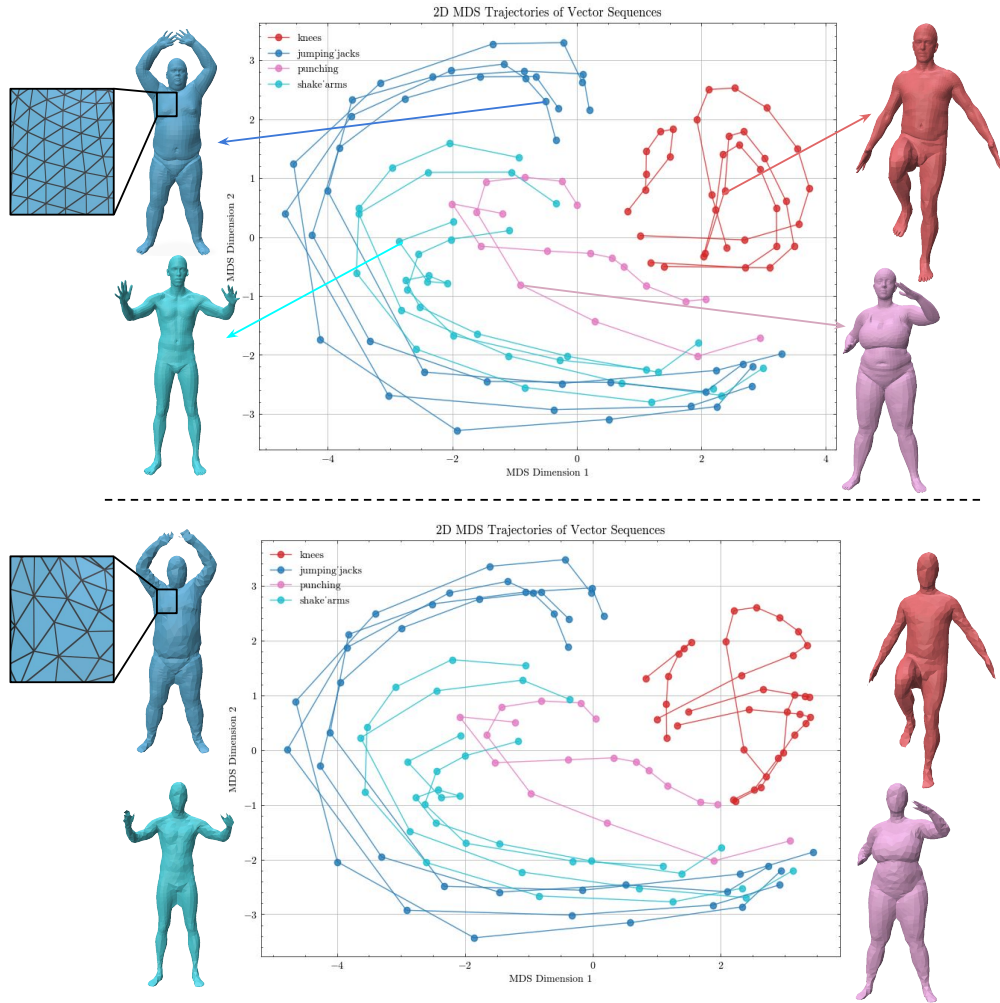 2D MDS Trajectories of Vector Sequences
knees
jumping˙jacks
punching
shake˙arms
3
2
1
0
−1
−2
−3
MDS Dimension 2
−4
−2
0
2
4
MDS Dimension 1
2D MDS Trajectories of Vector Sequences
knees
jumping˙jacks
punching
shake˙arms
3
2
1
0
−1
−2
−3
MDS Dimension 2
−4
−2
0
2
MDS Dimension 1